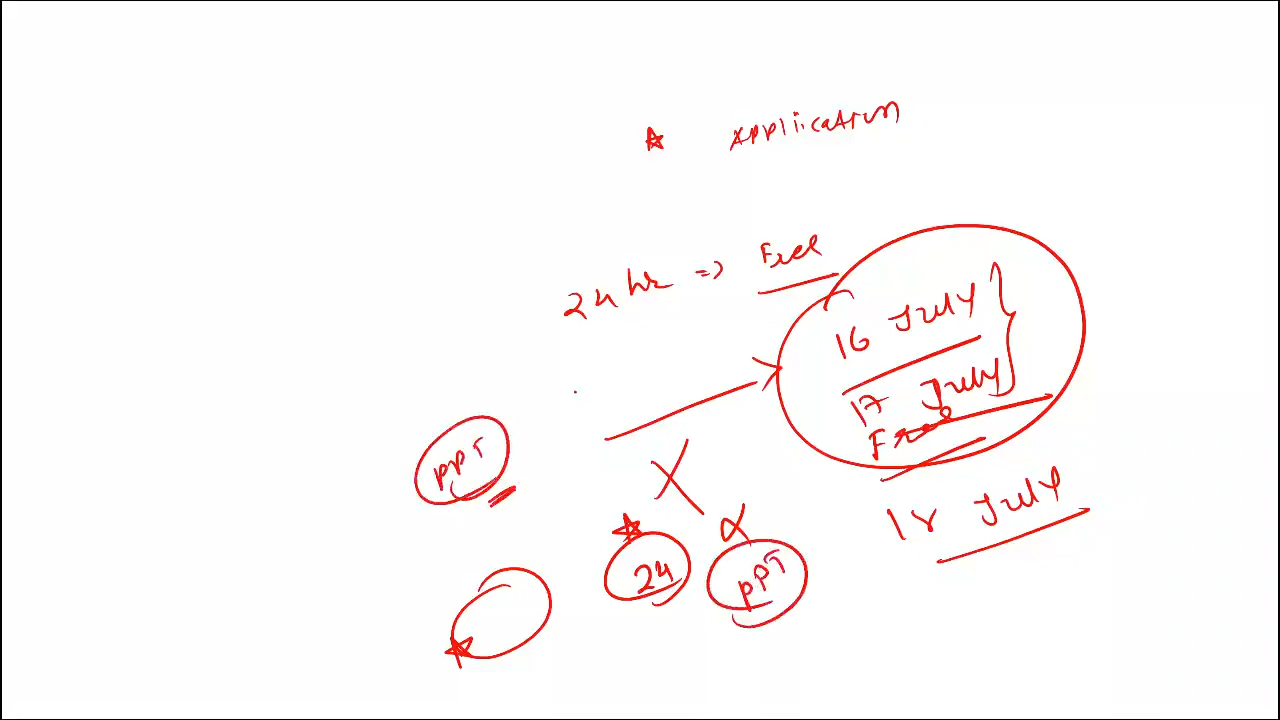 Application
24 hr => Free
16 July
17 July
Free
PPT
18 July
24 PPT